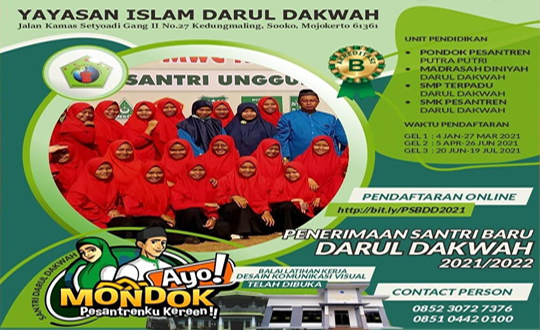 YAYASAN ISLAM DARUL DAKWAH
Jalan Kamas Setyoadi Gang II No.27 Kedungmaling, Sooko, Mojokerto 61361
UNIT PENDIDIKAN
• PONDOK PESANTREN
PUTRA PUTRI
• MADRASAH DINIYAH
DARUL DAKWAH
• SMP TERPADU
DARUL DAKWAH
• SMK PESANTREN
DARUL DAKWAH
WAKTU PENDAFTARAN
GEL 1 : 4 JAN-27 MAR 2021
GEL 2 : 5 APR-26 JUN 2021
GEL 3 : 20 JUN-19 JUL 2021
B
SANTRI UNGGU
PENDAFTARAN ONLINE
http://bit.ly/PSBDD2021
PENERIMAAN SANTRI BARU
DARUL DAKWAH
2021/2022
SANTRI DARUL DAKWAH
Ayo!
MONDOK
Pesantrenku Kereen!!
BALAI LATIHAN KERJA
DESAIN KOMUNIKASI VISUAL
TELAH DIBUKA
CONTACT PERSON
0852 3072 7376
0851 0442 0100